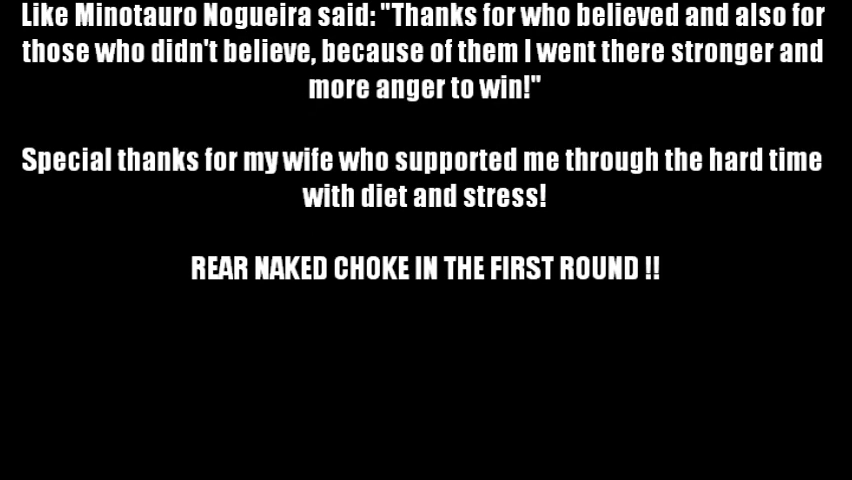 Like Minotauro Nogueira said: "Thanks for who believed and also for
those who didn't believe, because of them I went there stronger and
more anger to win!"
Special thanks for my wife who supported me through the hard time
with diet and stress!
REAR NAKED CHOKE IN THE FIRST ROUND !!